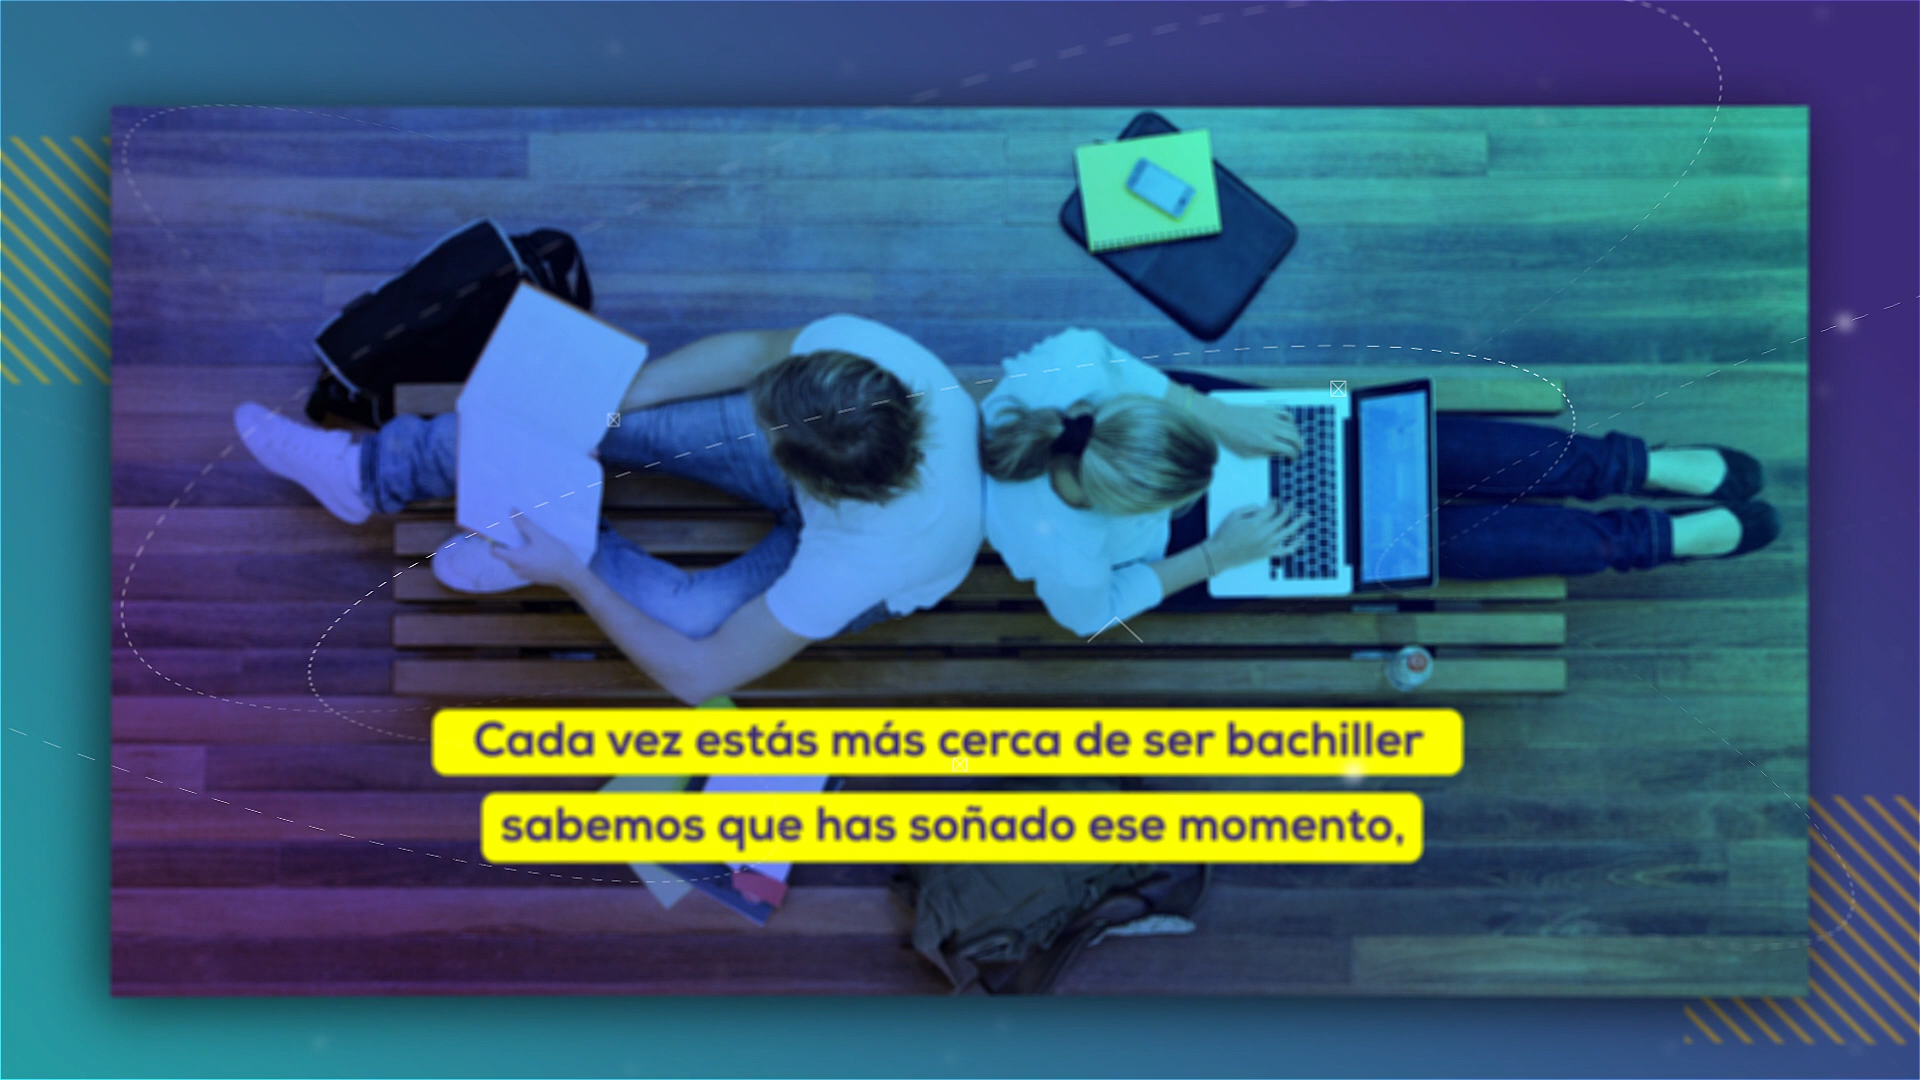 Cada vez estás más cerca de ser bachiller
sabemos que has soñado ese momento,